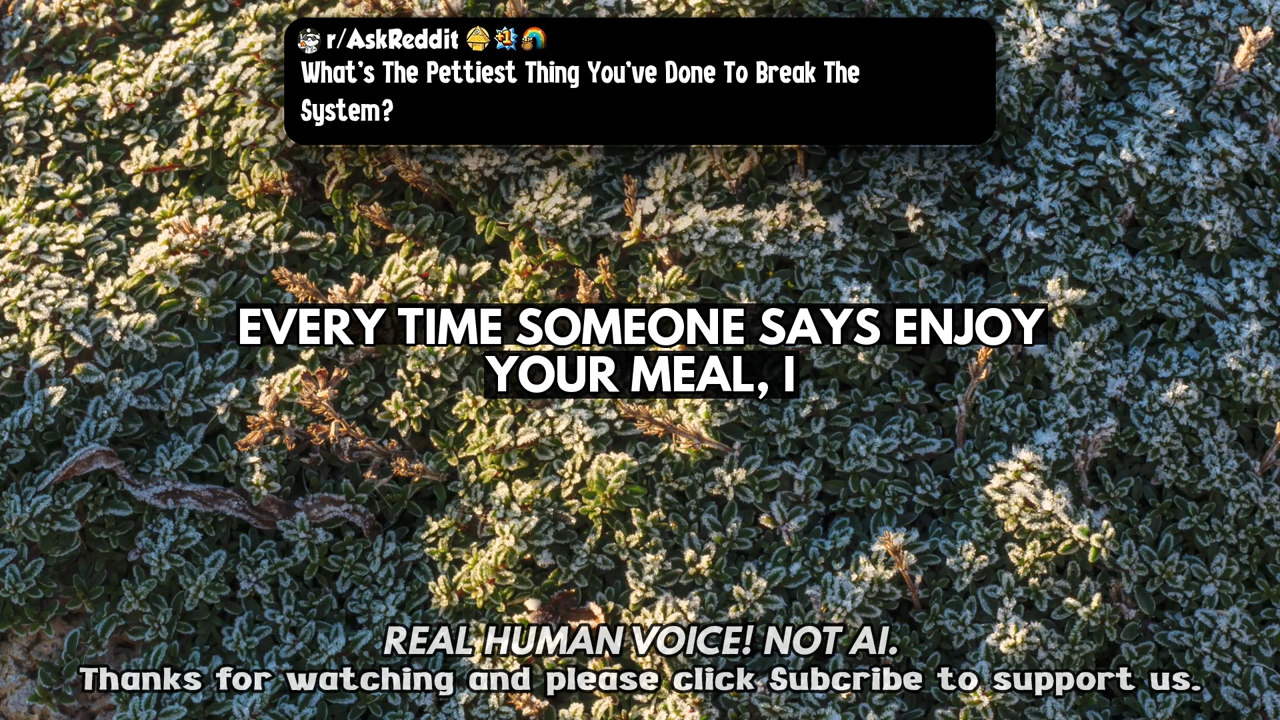 r/AskReddit
What's The Pettiest Thing You've Done To Break The
System?
EVERY TIME SOMEONE SAYS ENJOY
YOUR MEAL, I
REAL HUMAN VOICE! NOT AI.
Thanks for watching and please click Subcribe to support us.